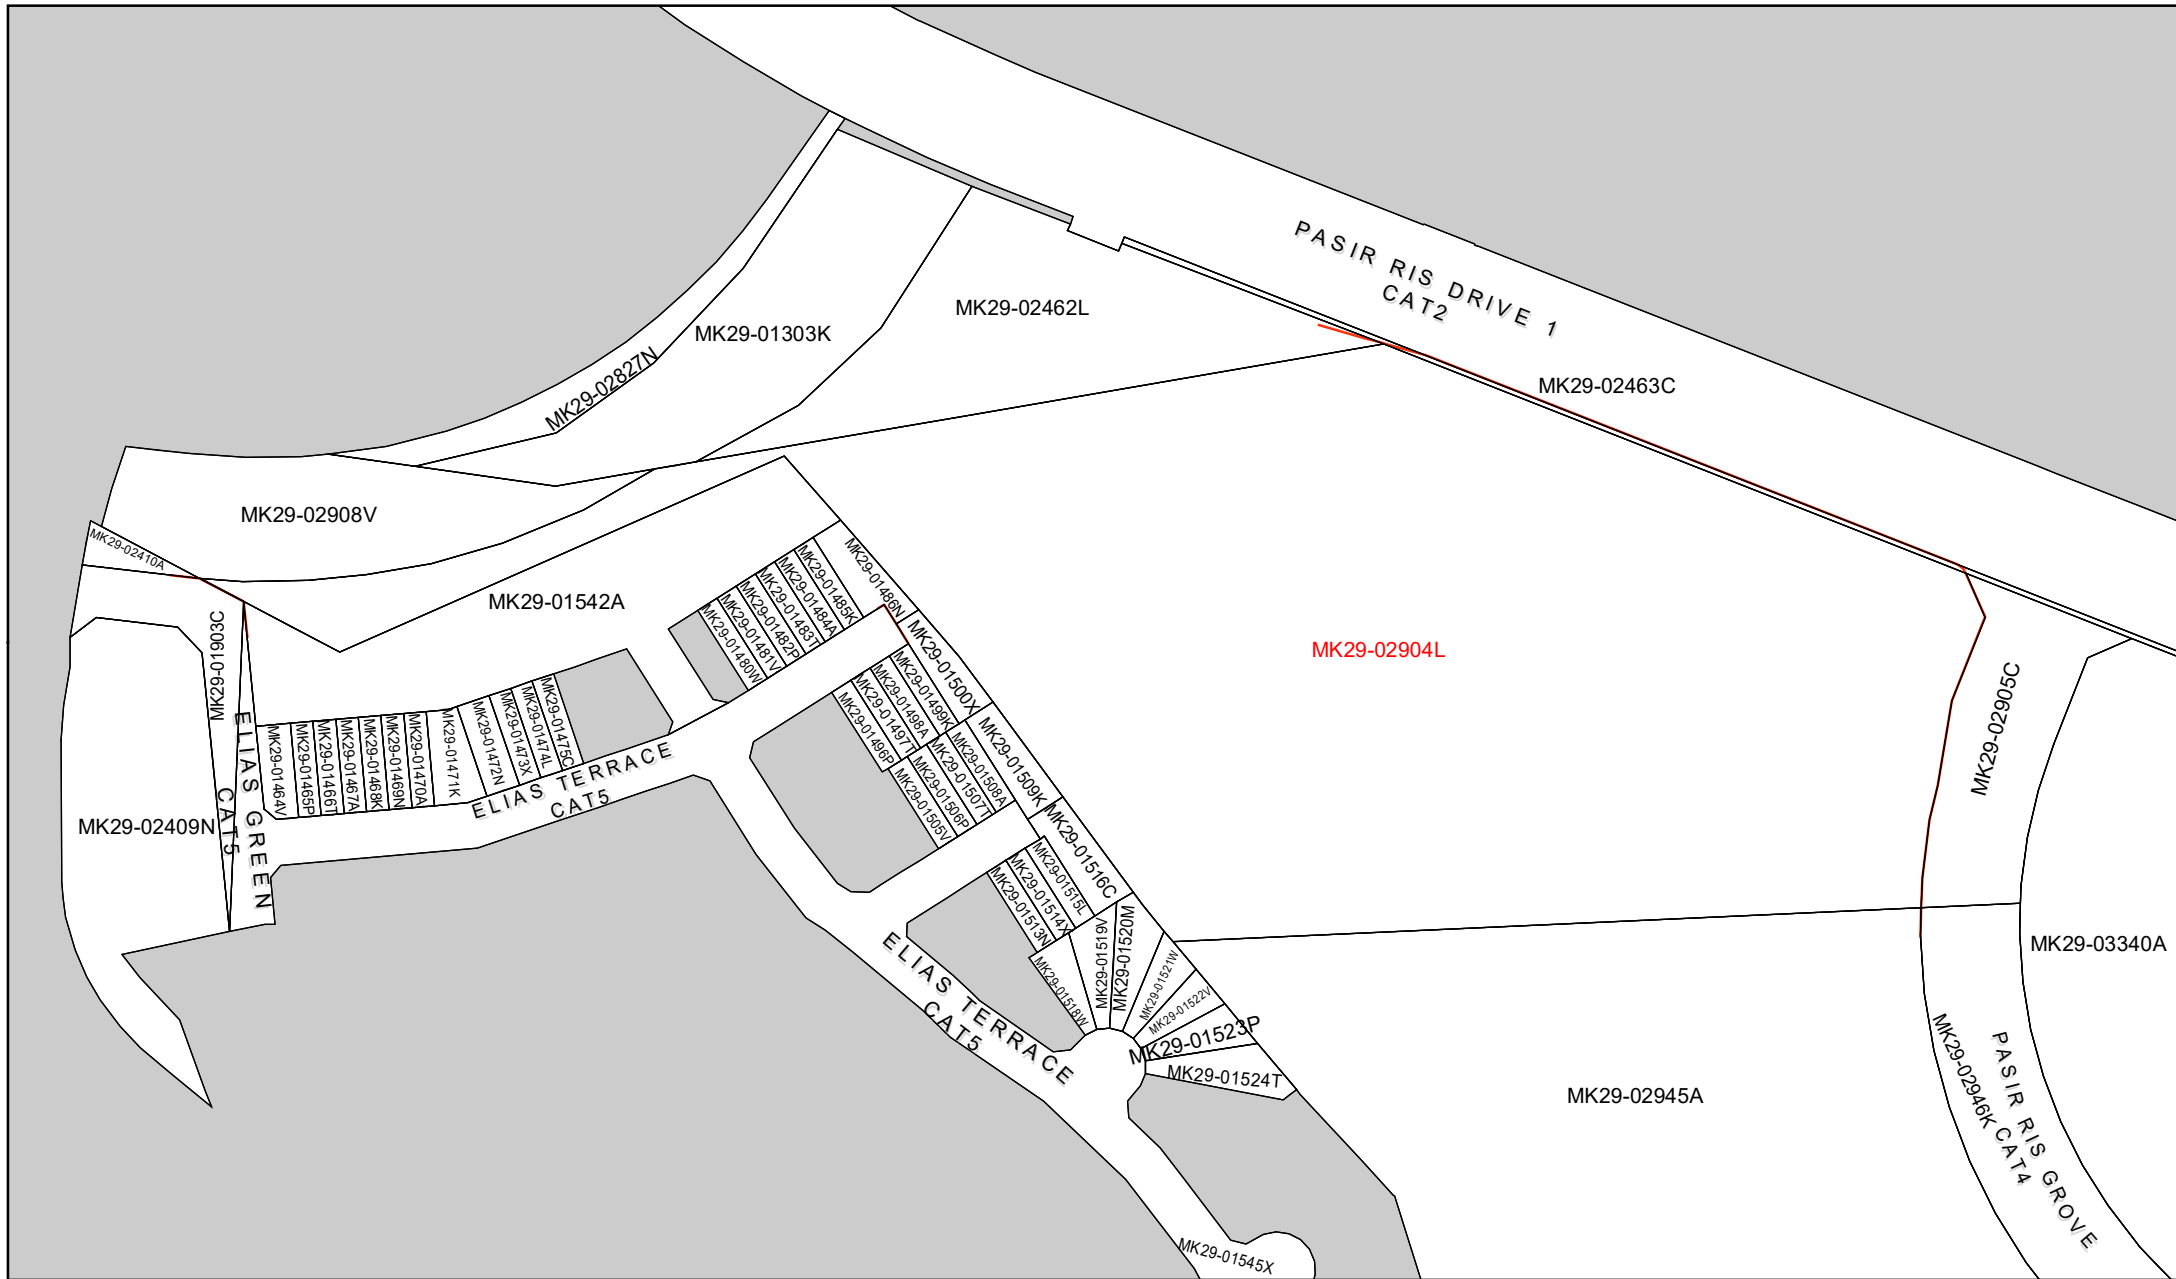 PASIR RIS DRIVE 1
CAT2
MK29-02462L
MK29-01303K
MK29-02827N
MK29-02463C
MK29-02908V
MK29-02410A
MK29-01542A
MK29-01903C
MK29-02904L
MK29-02905C
MK29-01480W
MK29-01481V
MK29-01482P
MK29-01483T
MK29-01484A
MK29-01485K
MK29-01486N
MK29-01496P
MK29-01497T
MK29-01498A
MK29-01499K
MK29-01500X
MK29-01464V
MK29-01465P
MK29-01466T
MK29-01467A
MK29-01468K
MK29-01469N
MK29-01470A
MK29-01471K
MK29-01472N
MK29-01473X
MK29-01474L
MK29-01475C
ELIAS TERRACE
CAT5
ELIAS GREEN
CAT5
MK29-02409N
MK29-01505V
MK29-01506P
MK29-01507T
MK29-01508A
MK29-01509K
MK29-01513N
MK29-01514X
MK29-01515L
MK29-01516C
MK29-01518W
MK29-01519V
MK29-01520M
MK29-01521W
MK29-01522V
MK29-01523P
MK29-01524T
ELIAS TERRACE
CAT5
MK29-03340A
MK29-02945A
MK29-02946K
PASIR RIS GROVE
CAT4
MK29-01545X